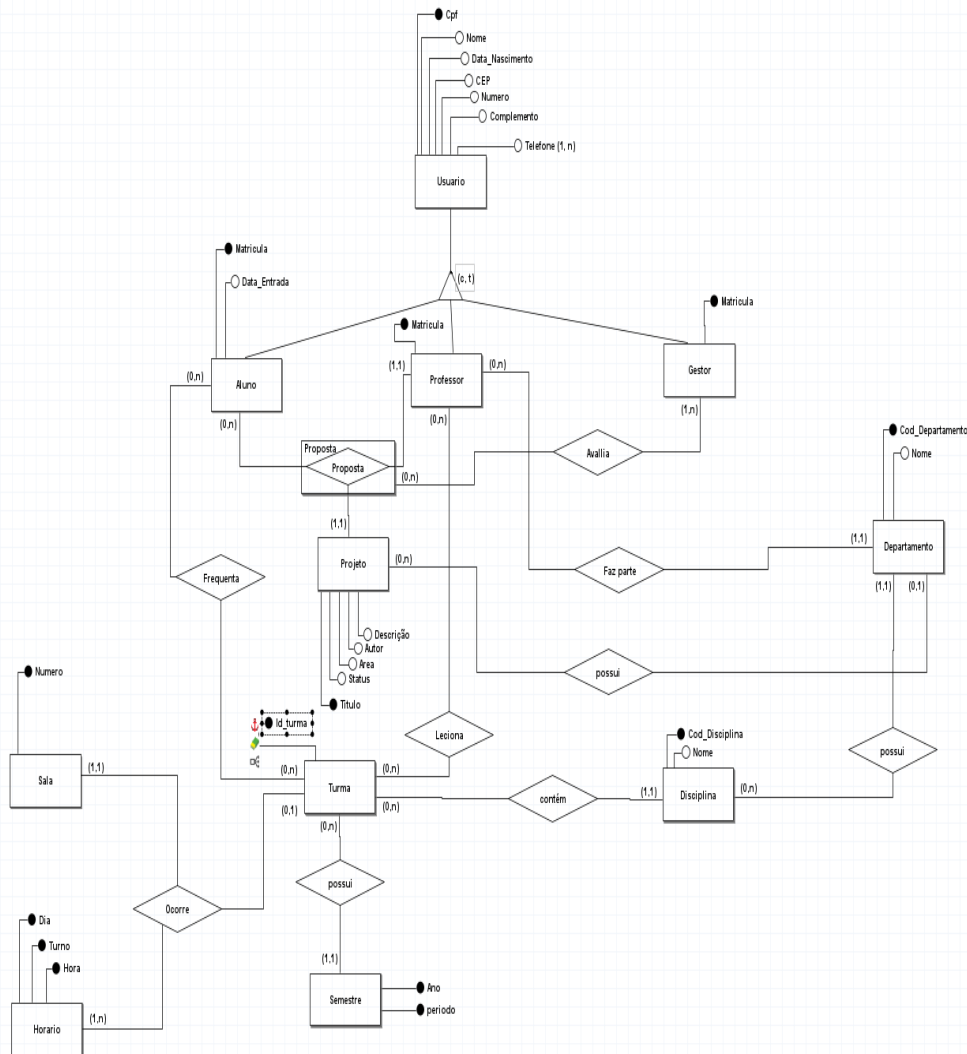 Cpf
Nome
Data_Nascimento
CEP
Numero
Complemento
Telefone (1, n)
Usuario
(c, t)
Matricula
Data_Entrada
Matricula
Matricula
(0,n)
Aluno
(0,n)
(1,1)
Professor
(0,n)
(0,n)
Gestor
(1,n)
Proposta
Proposta
(0,n)
Avallia
Cod_Departamento
Nome
(1,1)
Projeto
(0,n)
Frequenta
Faz parte
(1,1)
Departamento
(1,1)
(0,1)
Descrição
Autor
Area
Status
Titulo
possui
Numero
Id_turma
Leciona
Cod_Disciplina
Nome
possui
Sala
(1,1)
(0,n)
Turma
(0,n)
(0,n)
(0,1)
(0,n)
contém
(1,1)
Disciplina
(0,n)
possui
Ocorre
Dia
Turno
Hora
Horario
(1,n)
(1,1)
Semestre
Ano
periodo